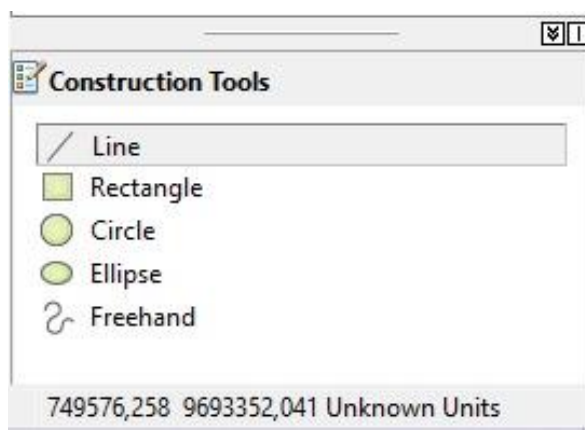 Construction Tools
Line
Rectangle
Circle
Ellipse
Freehand
749576,258 9693352,041 Unknown Units